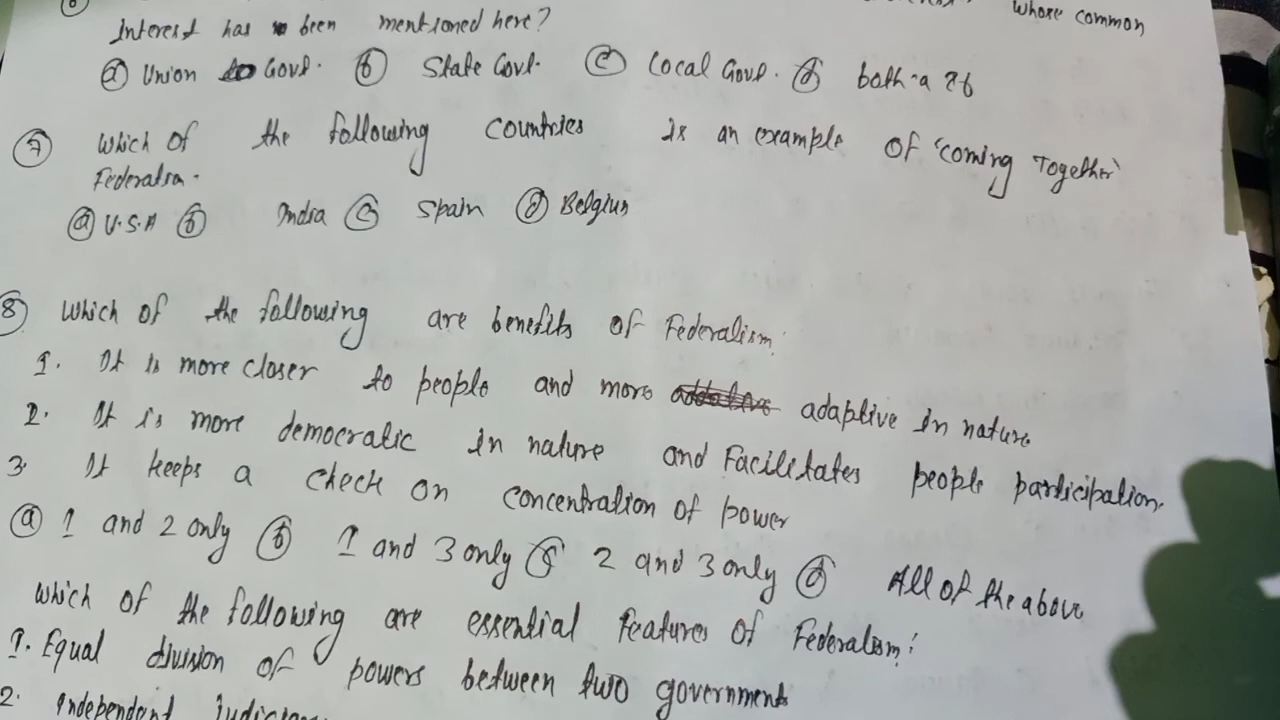 whose common
6 Interest has been mentioned here?
(a) Union Govt. (b) State Govt. (c) Local Govt. (d) both a & b
(7) Which of the following countries is an example of 'Coming Together'
Federalism.
(a) U.S.A (b) India (c) Spain (d) Belgium
(8) Which of the following are benefits of Federalism:
1. It is more closer to people and more adaptive in nature
2. It is more democratic in nature and Facilitates people participation.
3. It keeps a check on concentration of power
(a) 1 and 2 only (b) 1 and 3 only (c) 2 and 3 only (d) All of the above
Which of the following are essential features of Federalism:
1. Equal division of powers between two governments
2. Independent